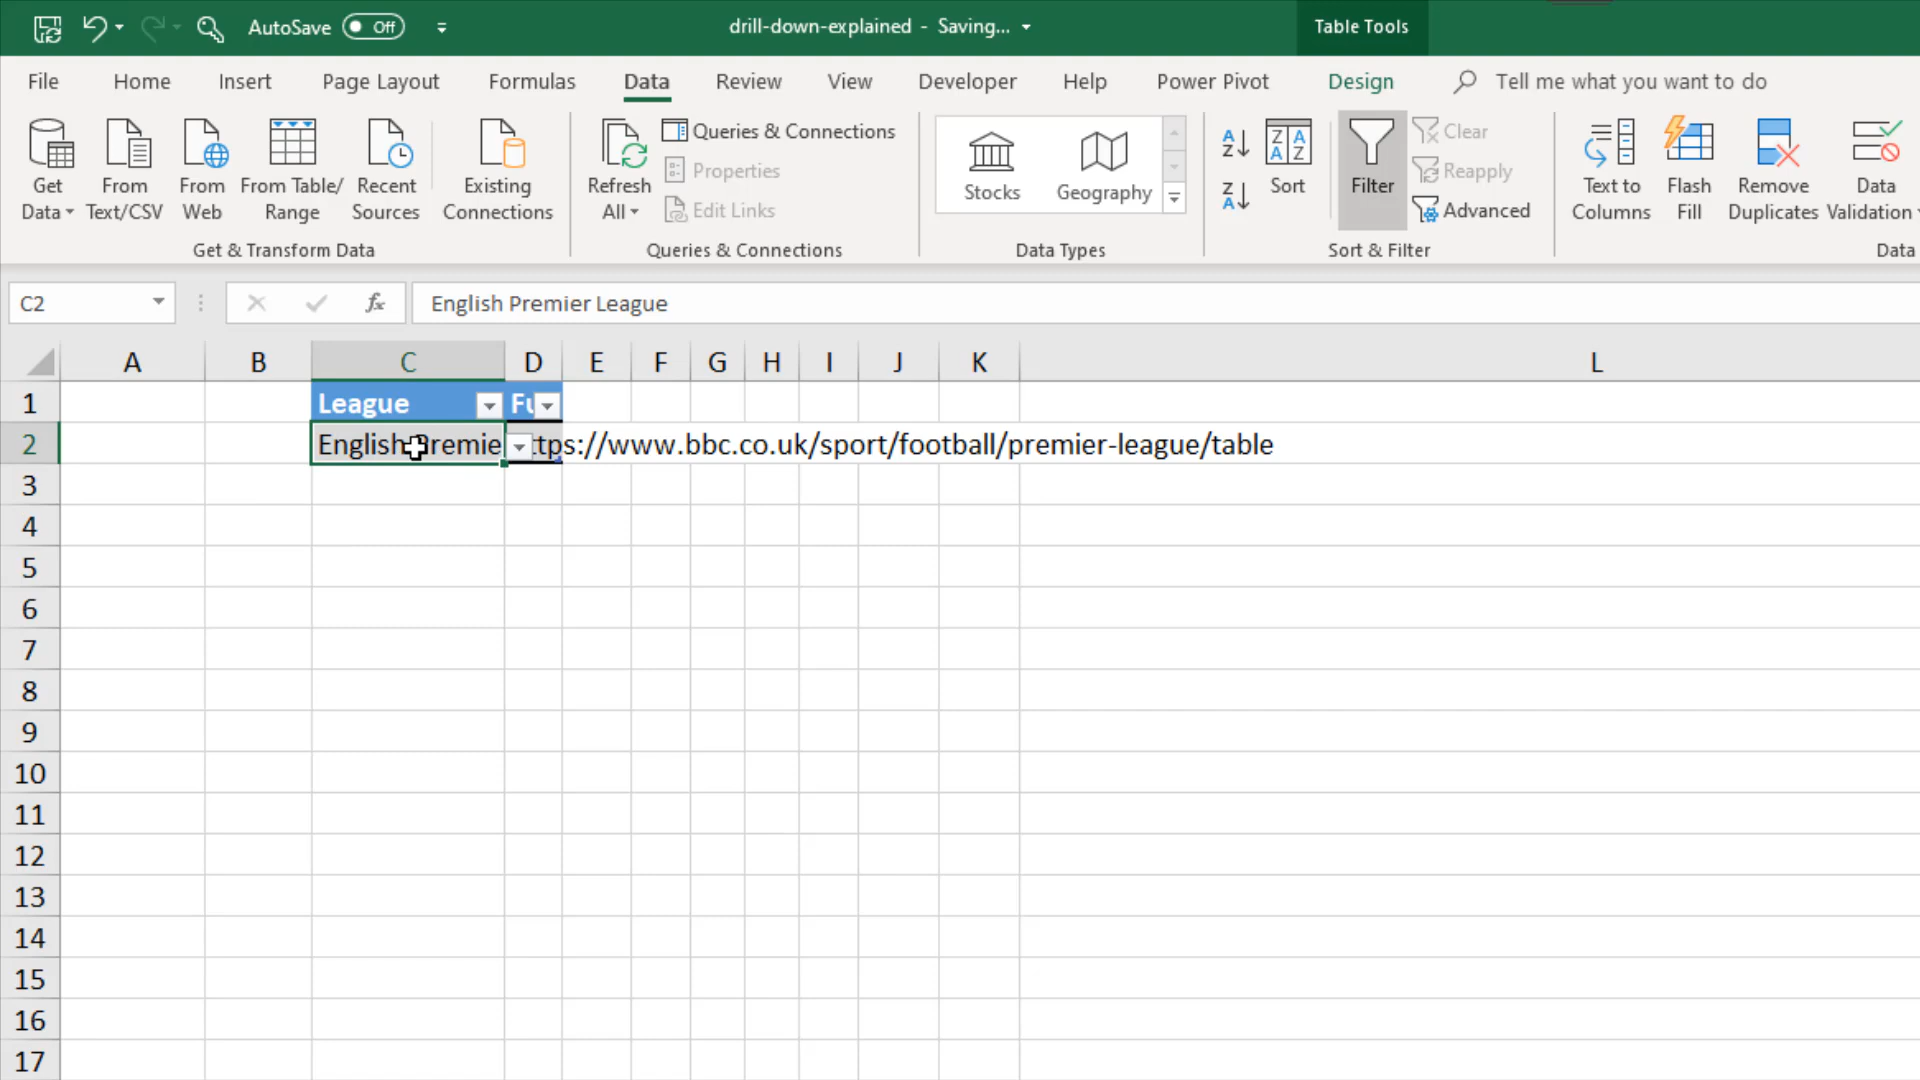 AutoSave Off drill-down-explained - Saving... Table Tools
File Home Insert Page Layout Formulas Data Review View Developer Help Power Pivot Design Tell me what you want to do
Get Data
From Text/CSV
From Web
From Table/ Range
Recent Sources
Existing Connections
Get & Transform Data
Refresh All
Queries & Connections
Properties
Edit Links
Queries & Connections
Stocks Geography
Data Types
Sort
Filter
Clear
Reapply
Advanced
Sort & Filter
Text to Columns
Flash Fill
Remove Duplicates
Data Validation
Data
C2 fx English Premier League
A B C D E F G H I J K L
1 League Fu
2 English Premie ttps://www.bbc.co.uk/sport/football/premier-league/table
3
4
5
6
7
8
9
10
11
12
13
14
15
16
17